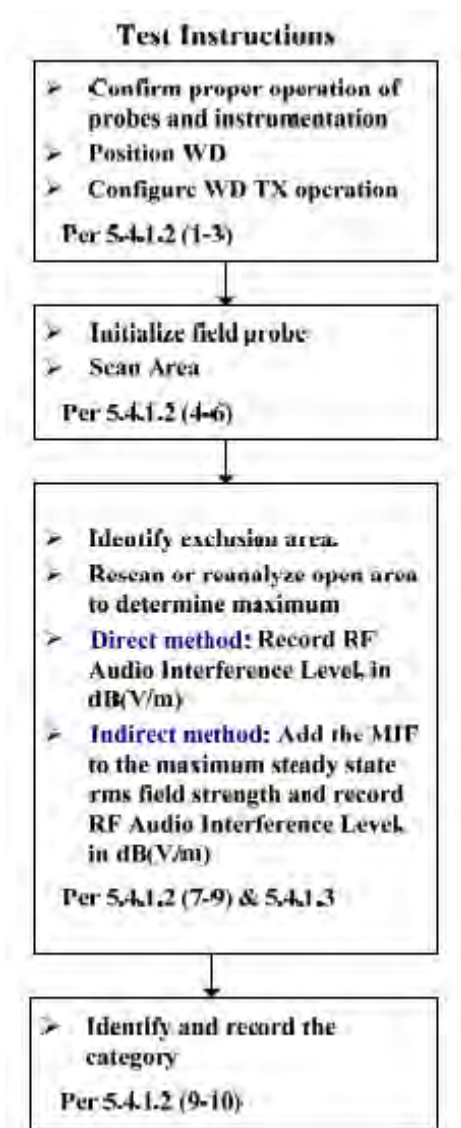 Test Instructions
➢ Confirm proper operation of
probes and instrumentation
➢ Position WD
➢ Configure WD TX operation
Per 5.4.1.2 (1-3)
➢ Initialize field probe
➢ Scan Area
Per 5.4.1.2 (4-6)
➢ Identify exclusion area.
➢ Rescan or reanalyze open area
to determine maximum
➢ Direct method: Record RF
Audio Interference Level, in
dB(V/m)
➢ Indirect method: Add the MIF
to the maximum steady state
rms field strength and record
RF Audio Interference Level,
in dB(V/m)
Per 5.4.1.2 (7-9) & 5.4.1.3
➢ Identify and record the
category
Per 5.4.1.2 (9-10)